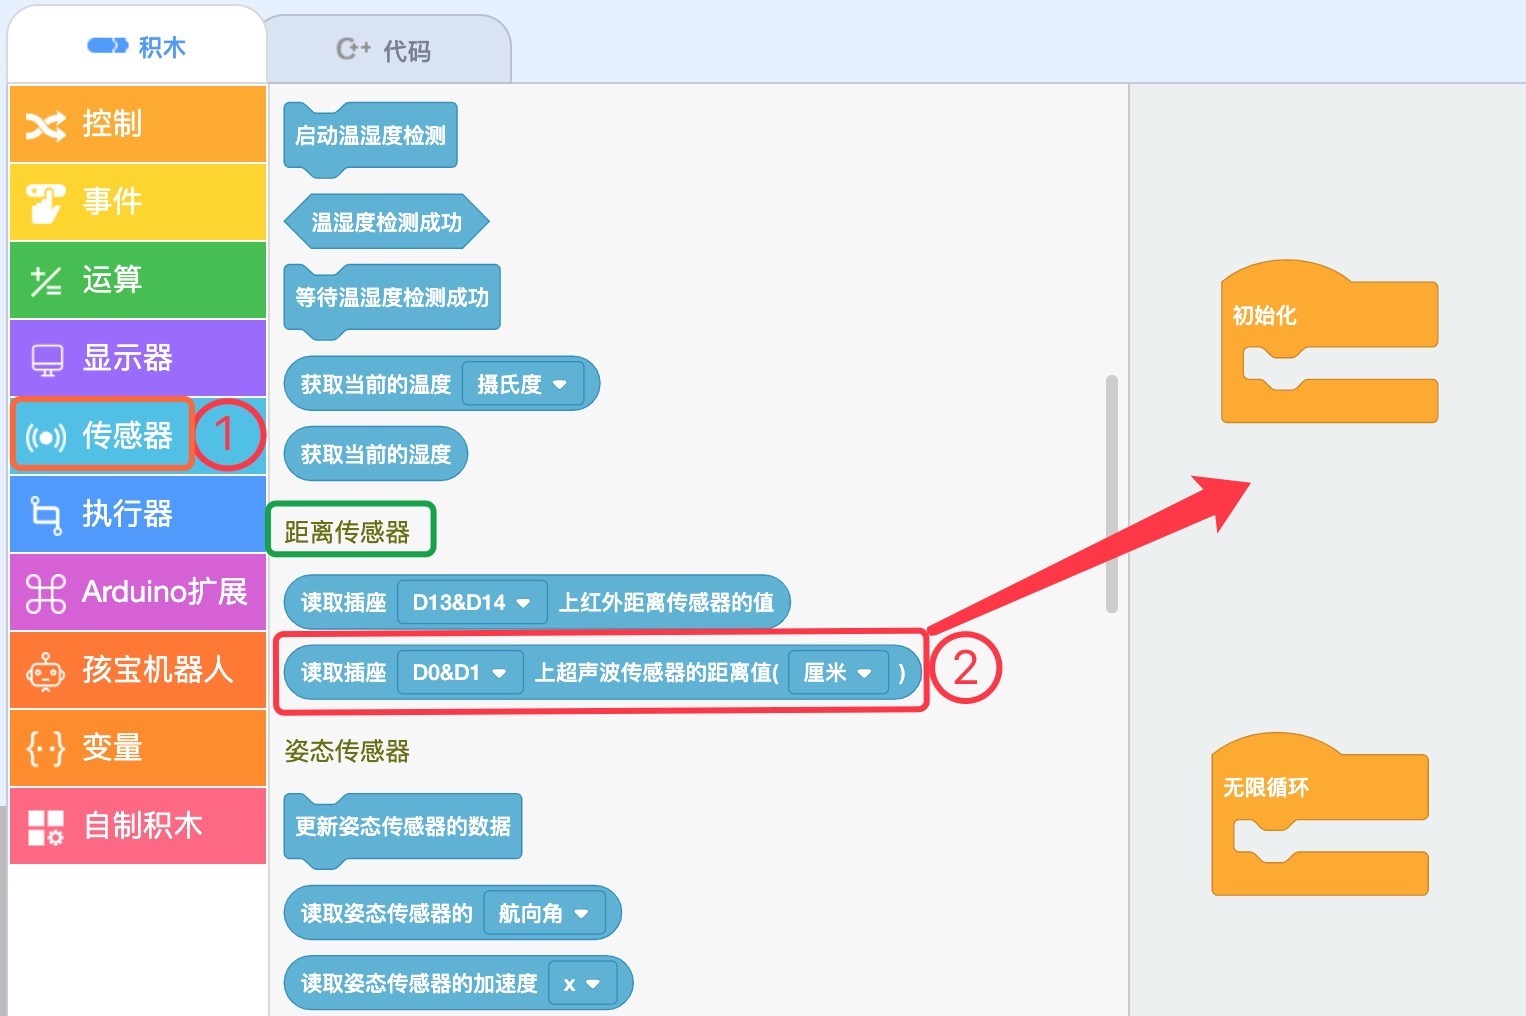 积木
C++ 代码
控制
事件
运算
显示器
传感器 1
执行器
Arduino扩展
孩宝机器人
变量
自制积木
启动温湿度检测
温湿度检测成功
等待温湿度检测成功
获取当前的温度 摄氏度
获取当前的湿度
距离传感器
读取插座 D13&D14 上红外距离传感器的值
读取插座 D0&D1 上超声波传感器的距离值( 厘米 ) 2
姿态传感器
更新姿态传感器的数据
读取姿态传感器的 航向角
读取姿态传感器的加速度 x
初始化
无限循环